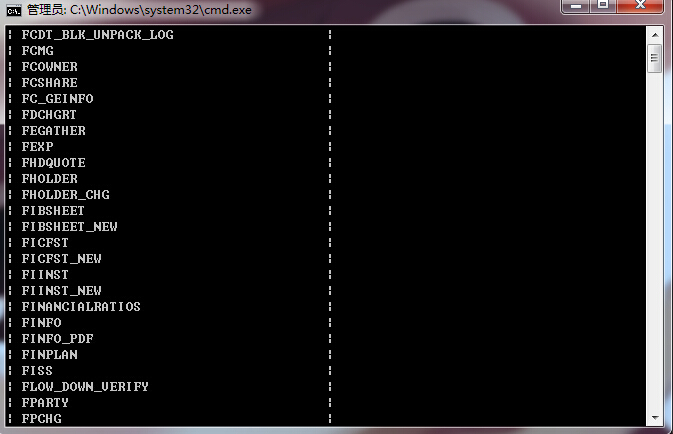 管理员: C:\Windows\system32\cmd.exe
¦ FCDT_BLK_UNPACK_LOG ¦
¦ FCMG ¦
¦ FCOWNER ¦
¦ FCSHARE ¦
¦ FC_GEINFO ¦
¦ FDCHGRT ¦
¦ FEGATHER ¦
¦ FEXP ¦
¦ FHDQUOTE ¦
¦ FHOLDER ¦
¦ FHOLDER_CHG ¦
¦ FIBSHEET ¦
¦ FIBSHEET_NEW ¦
¦ FICFST ¦
¦ FICFST_NEW ¦
¦ FIINST ¦
¦ FIINST_NEW ¦
¦ FINANCIALRATIOS ¦
¦ FINFO ¦
¦ FINFO_PDF ¦
¦ FINPLAN ¦
¦ FISS ¦
¦ FLOW_DOWN_VERIFY ¦
¦ FPARTY ¦
¦ FPCHG ¦